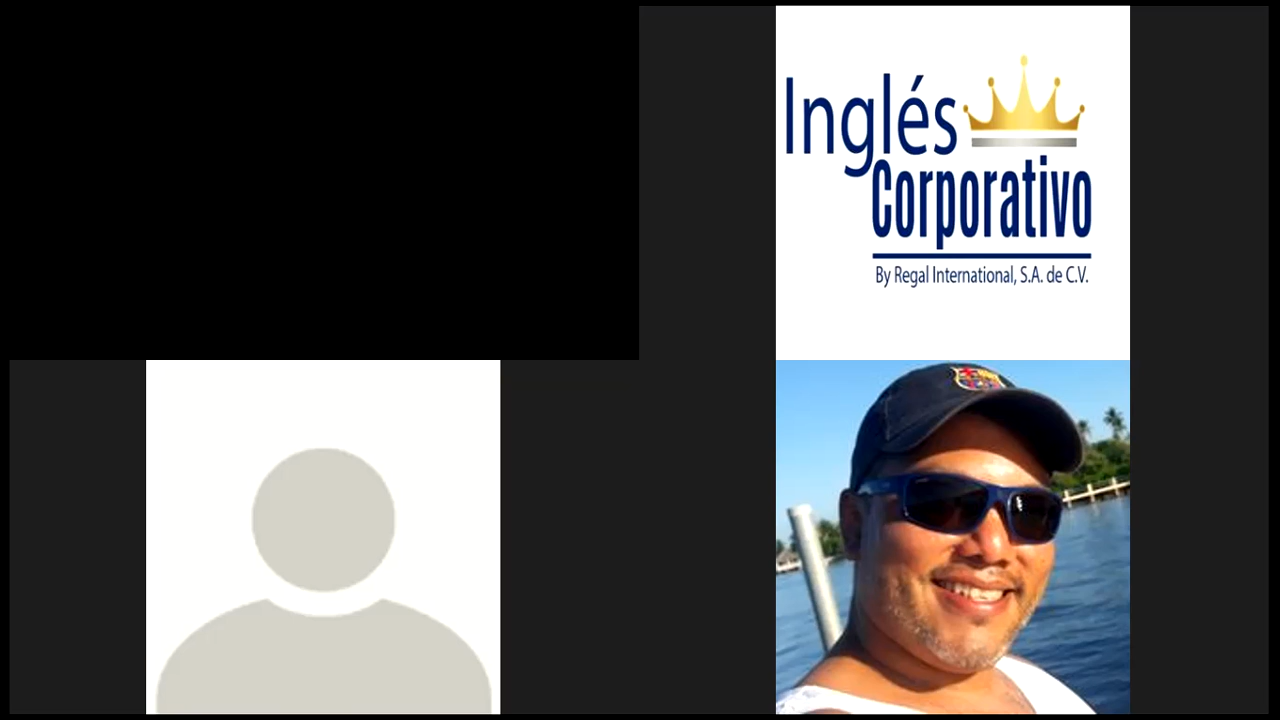 Inglés
Corporativo
By Regal International, S.A. de C.V.